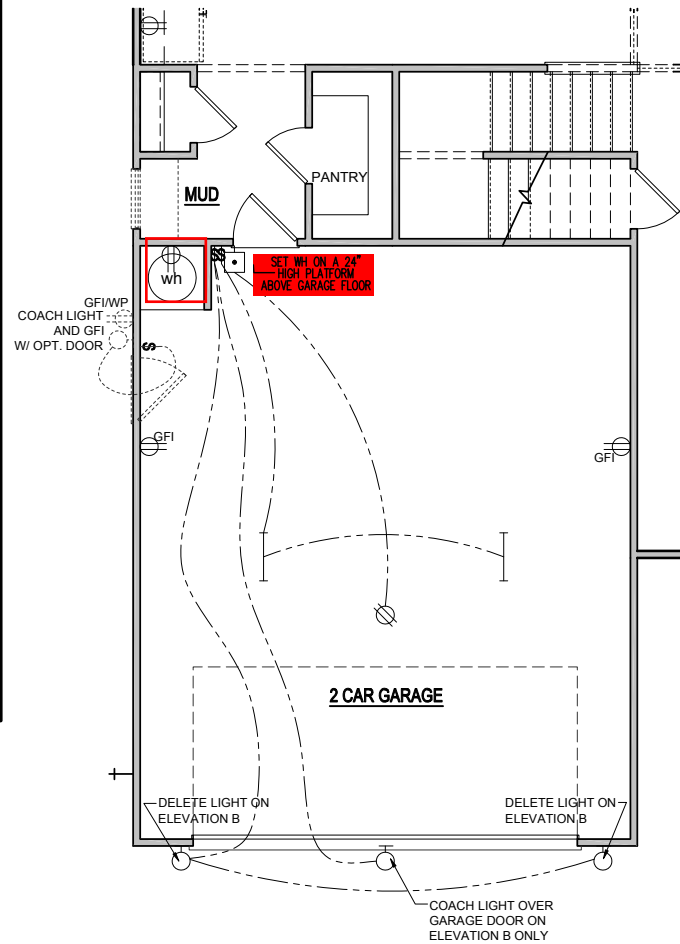 PANTRY
MUD
SET WH ON A 24"
HIGH PLATFORM
ABOVE GARAGE FLOOR
wh
GFI/WP
COACH LIGHT
AND GFI
W/ OPT. DOOR
S
$$$
GFI
GFI
2 CAR GARAGE
DELETE LIGHT ON
ELEVATION B
DELETE LIGHT ON
ELEVATION B
COACH LIGHT OVER
GARAGE DOOR ON
ELEVATION B ONLY